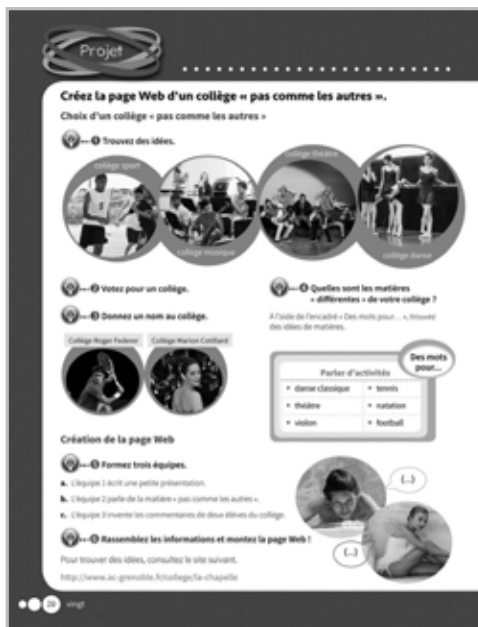 Projet
Créez la page Web d'un collège « pas comme les autres ».
Choix d'un collège « pas comme les autres »
1 Trouvez des idées.
collège sport
collège musique
collège théâtre
collège danse
2 Votez pour un collège.
3 Donnez un nom au collège.
Collège Roger Federer
Collège Marion Cotillard
4 Quelles sont les matières
« différentes » de votre collège ?
À l'aide de l'encadré « Des mots pour... », trouvez
des idées de matières.
Des mots
pour...
Parler d'activités
danse classique
tennis
théâtre
natation
violon
football
Création de la page Web
5 Formez trois équipes.
a. L'équipe 1 écrit une petite présentation.
b. L'équipe 2 parle de la matière « pas comme les autres ».
c. L'équipe 3 invente les commentaires de deux élèves du collège.
(...)
(...)
6 Rassemblez les informations et montez la page Web !
Pour trouver des idées, consultez le site suivant.
http://www.ac-grenoble.fr/college/la-chapelle
20 vingt